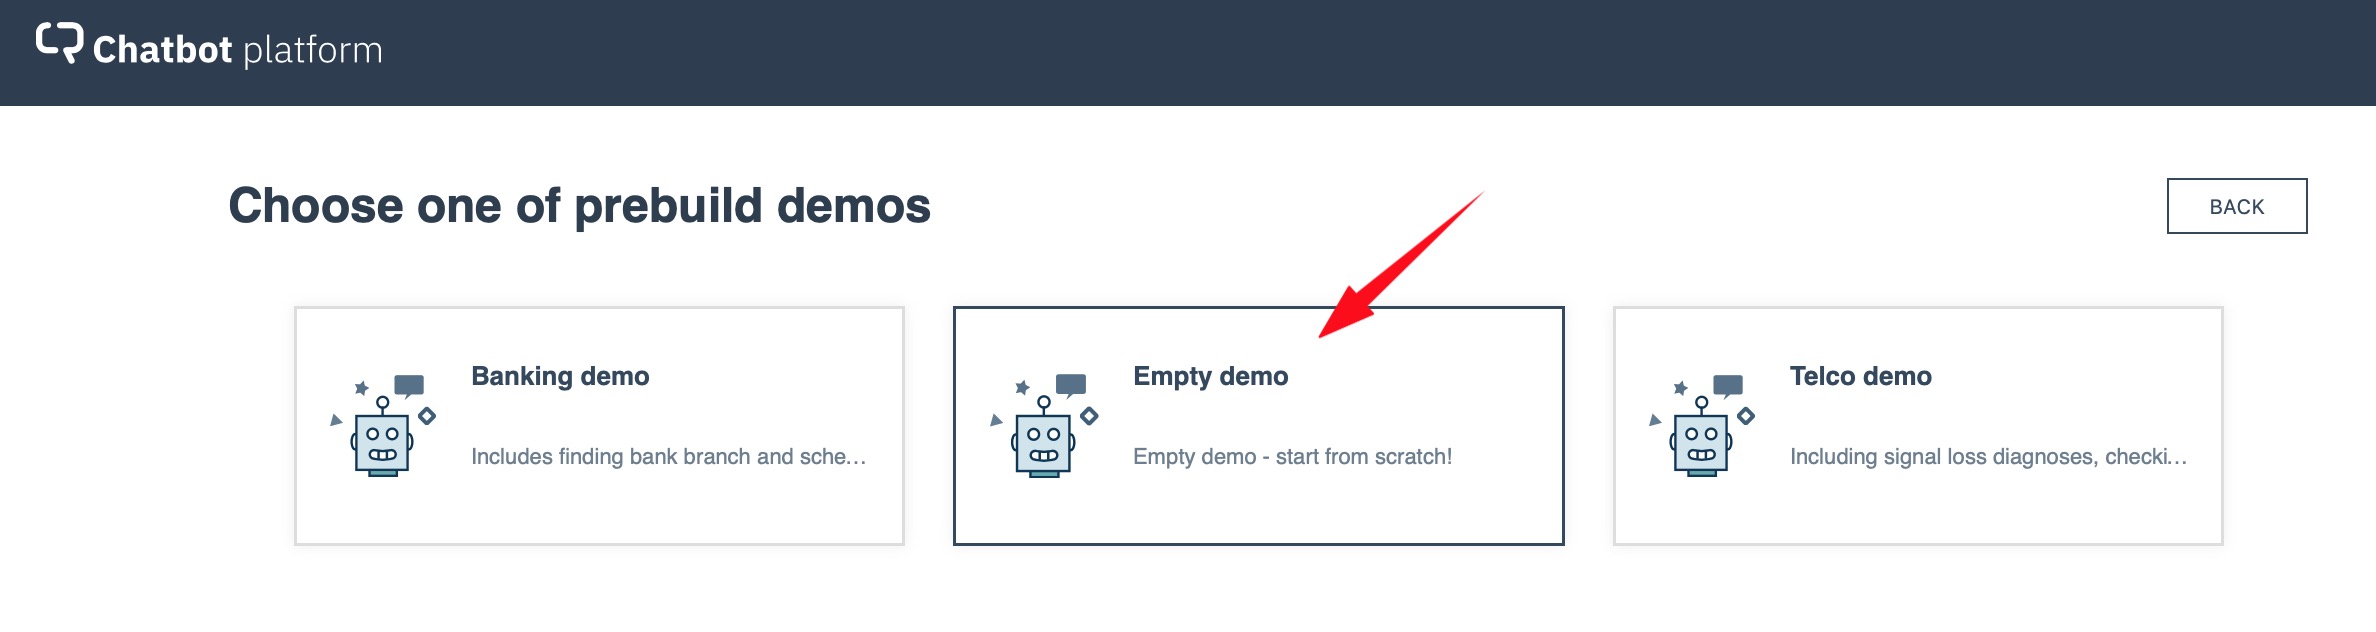 Chatbot platform
Choose one of prebuild demos
BACK
Banking demo
Includes finding bank branch and sche...
Empty demo
Empty demo - start from scratch!
Telco demo
Including signal loss diagnoses, checki...